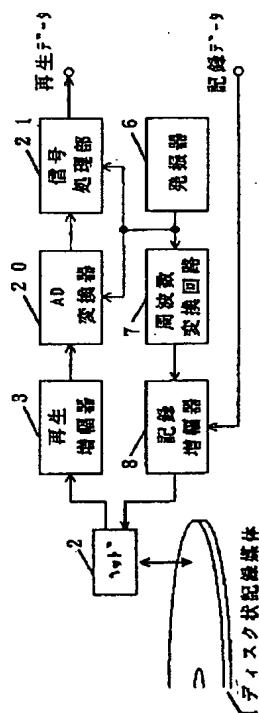 再生データ
21
信号
処理部
20
AD
変換器
3
再生
増幅器
2
ヘッド
6
発振器
7
周波数
変換回路
8
記録
増幅器
記録データ
ディスク状記録媒体